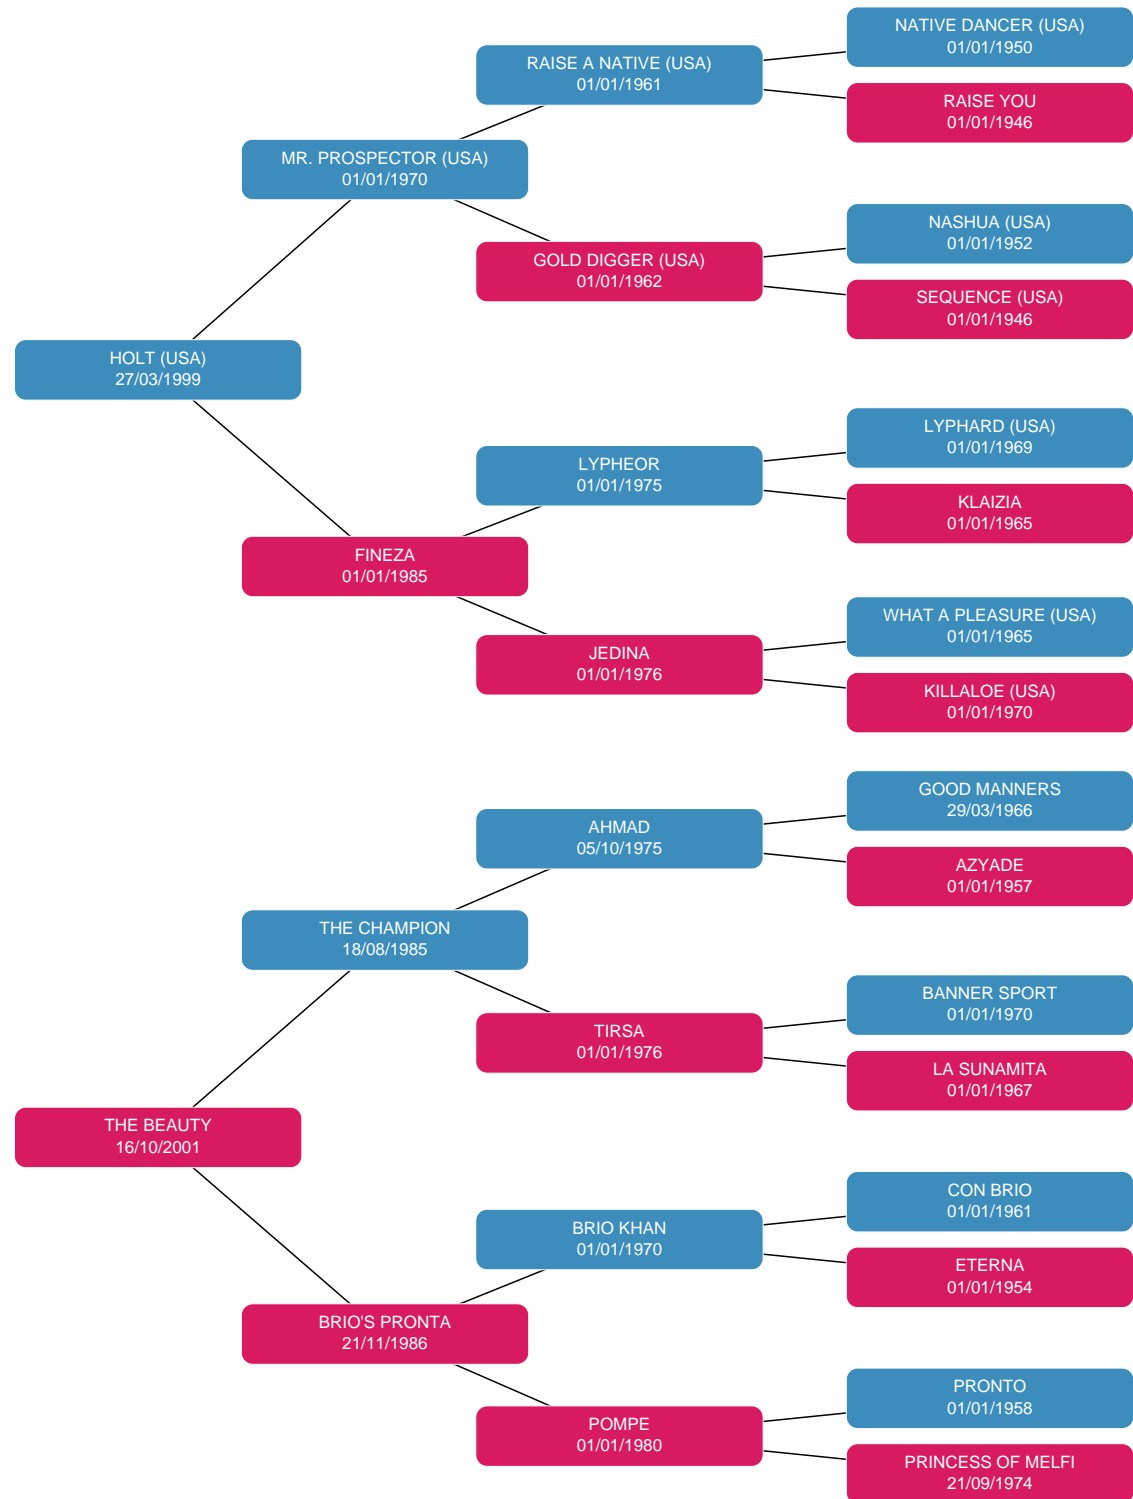 NATIVE DANCER (USA)
01/01/1950
RAISE A NATIVE (USA)
01/01/1961
RAISE YOU
01/01/1946
MR. PROSPECTOR (USA)
01/01/1970
NASHUA (USA)
01/01/1952
GOLD DIGGER (USA)
01/01/1962
SEQUENCE (USA)
01/01/1946
HOLT (USA)
27/03/1999
LYPHARD (USA)
01/01/1969
LYPHEOR
01/01/1975
KLAIZIA
01/01/1965
FINEZA
01/01/1985
WHAT A PLEASURE (USA)
01/01/1965
JEDINA
01/01/1976
KILLALOE (USA)
01/01/1970
GOOD MANNERS
29/03/1966
AHMAD
05/10/1975
AZYADE
01/01/1957
THE CHAMPION
18/08/1985
BANNER SPORT
01/01/1970
TIRSA
01/01/1976
LA SUNAMITA
01/01/1967
THE BEAUTY
16/10/2001
CON BRIO
01/01/1961
BRIO KHAN
01/01/1970
ETERNA
01/01/1954
BRIO'S PRONTA
21/11/1986
PRONTO
01/01/1958
POMPE
01/01/1980
PRINCESS OF MELFI
21/09/1974